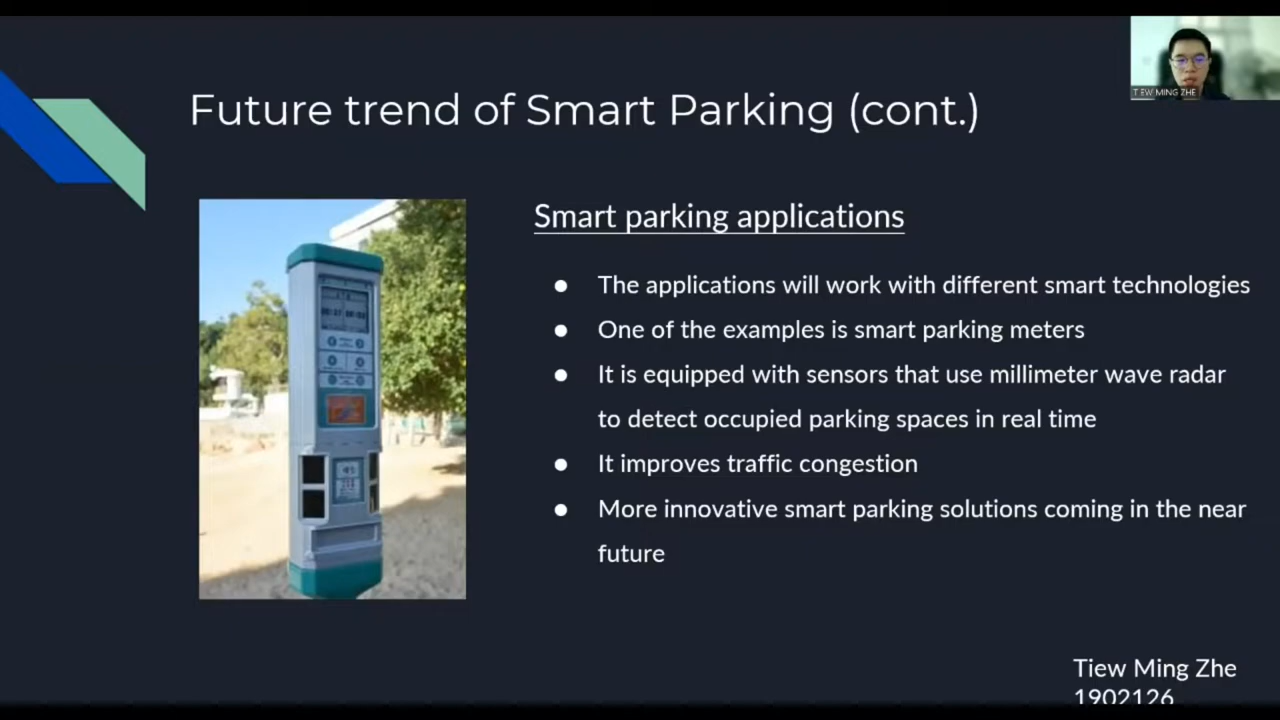 Future trend of Smart Parking (cont.)
TIEW MING ZHE
Smart parking applications
● The applications will work with different smart technologies
● One of the examples is smart parking meters
● It is equipped with sensors that use millimeter wave radar
to detect occupied parking spaces in real time
● It improves traffic congestion
● More innovative smart parking solutions coming in the near
future
Tiew Ming Zhe
1902126